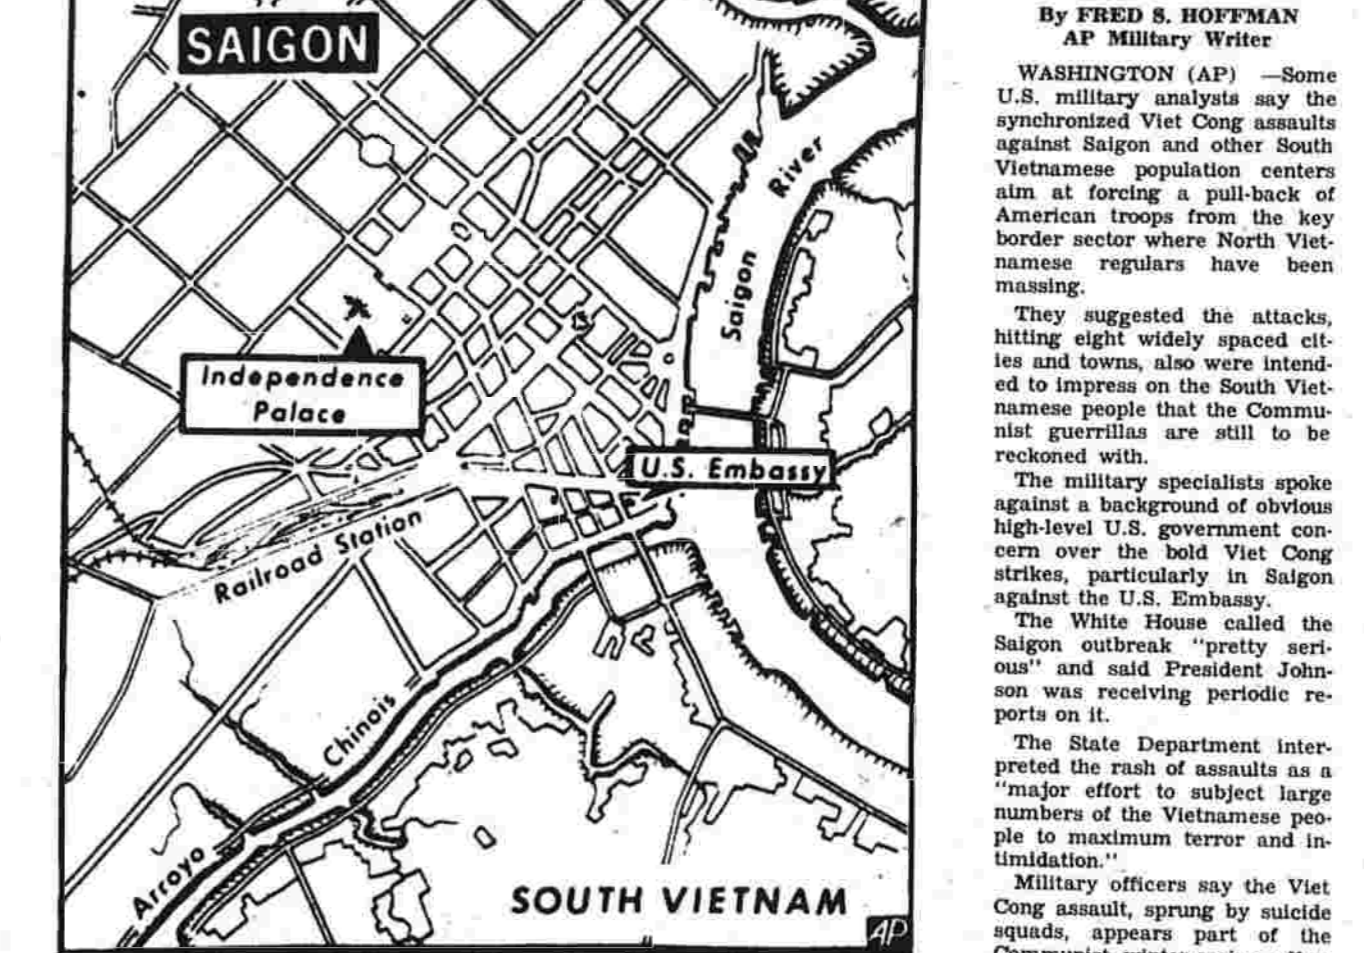 SAIGON
Saigon River
Independence
Palace
U.S. Embassy
Railroad Station
Arroyo Chinois
SOUTH VIETNAM
AP
By FRED S. HOFFMAN
AP Military Writer
WASHINGTON (AP) —Some
U.S. military analysts say the
synchronized Viet Cong assaults
against Saigon and other South
Vietnamese population centers
aim at forcing a pull-back of
American troops from the key
border sector where North Viet-
namese regulars have been
massing.
They suggested the attacks,
hitting eight widely spaced cit-
ies and towns, also were intend-
ed to impress on the South Viet-
namese people that the Commu-
nist guerrillas are still to be
reckoned with.
The military specialists spoke
against a background of obvious
high-level U.S. government con-
cern over the bold Viet Cong
strikes, particularly in Saigon
against the U.S. Embassy.
The White House called the
Saigon outbreak "pretty seri-
ous" and said President John-
son was receiving periodic re-
ports on it.
The State Department inter-
preted the rash of assaults as a
"major effort to subject large
numbers of the Vietnamese peo-
ple to maximum terror and in-
timidation."
Military officers say the Viet
Cong assault, sprung by suicide
squads, appears part of the